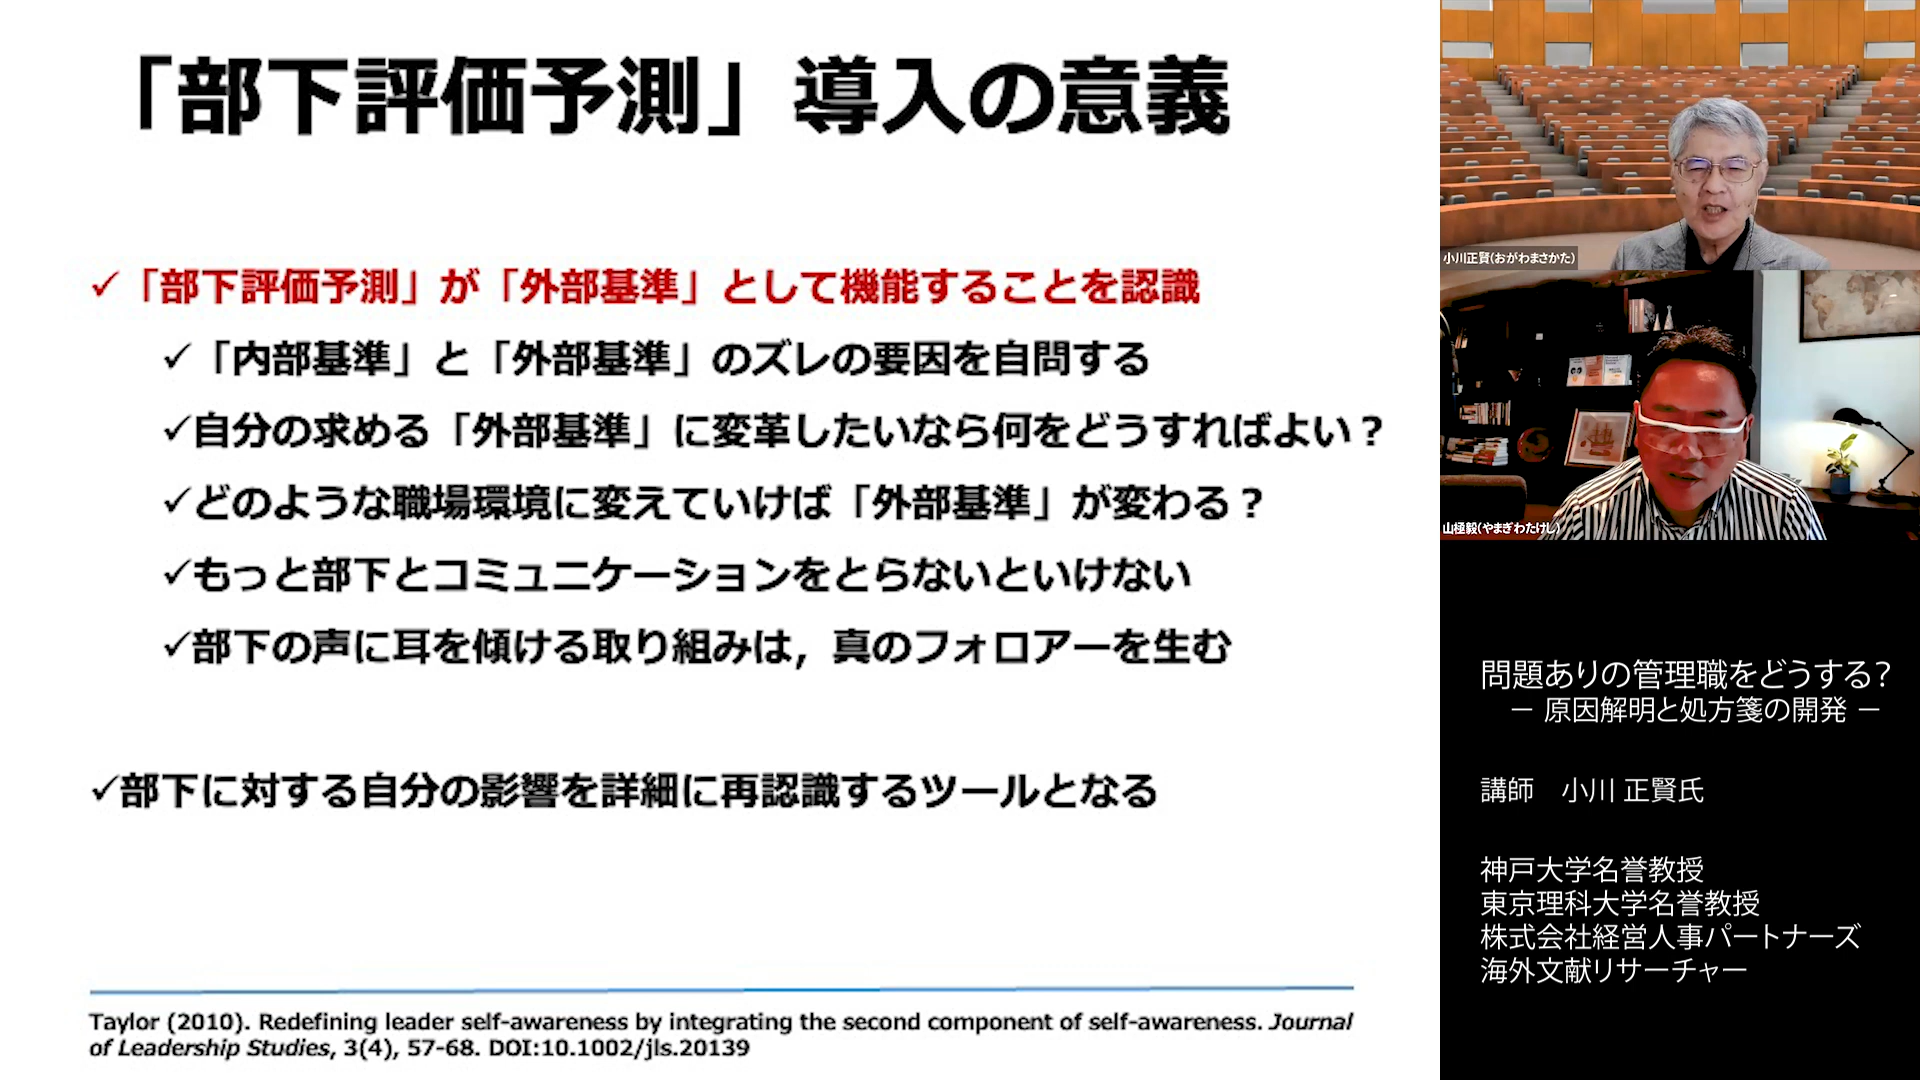 「部下評価予測」導入の意義
✓「部下評価予測」が「外部基準」として機能することを認識
✓「内部基準」と「外部基準」のズレの要因を自問する
✓自分の求める「外部基準」に変革したいなら何をどうすればよい？
✓どのような職場環境に変えていけば「外部基準」が変わる？
✓もっと部下とコミュニケーションをとらないといけない
✓部下の声に耳を傾ける取り組みは，真のフォロアーを生む
✓部下に対する自分の影響を詳細に再認識するツールとなる
Taylor (2010). Redefining leader self-awareness by integrating the second component of self-awareness. Journal
of Leadership Studies, 3(4), 57-68. DOI:10.1002/jls.20139
小川正賢(おがわまさかた)
山極毅(やまぎわたけし)
問題ありの管理職をどうする？
－ 原因解明と処方箋の開発 －
講師　小川 正賢氏
神戸大学名誉教授
東京理科大学名誉教授
株式会社経営人事パートナーズ
海外文献リサーチャー